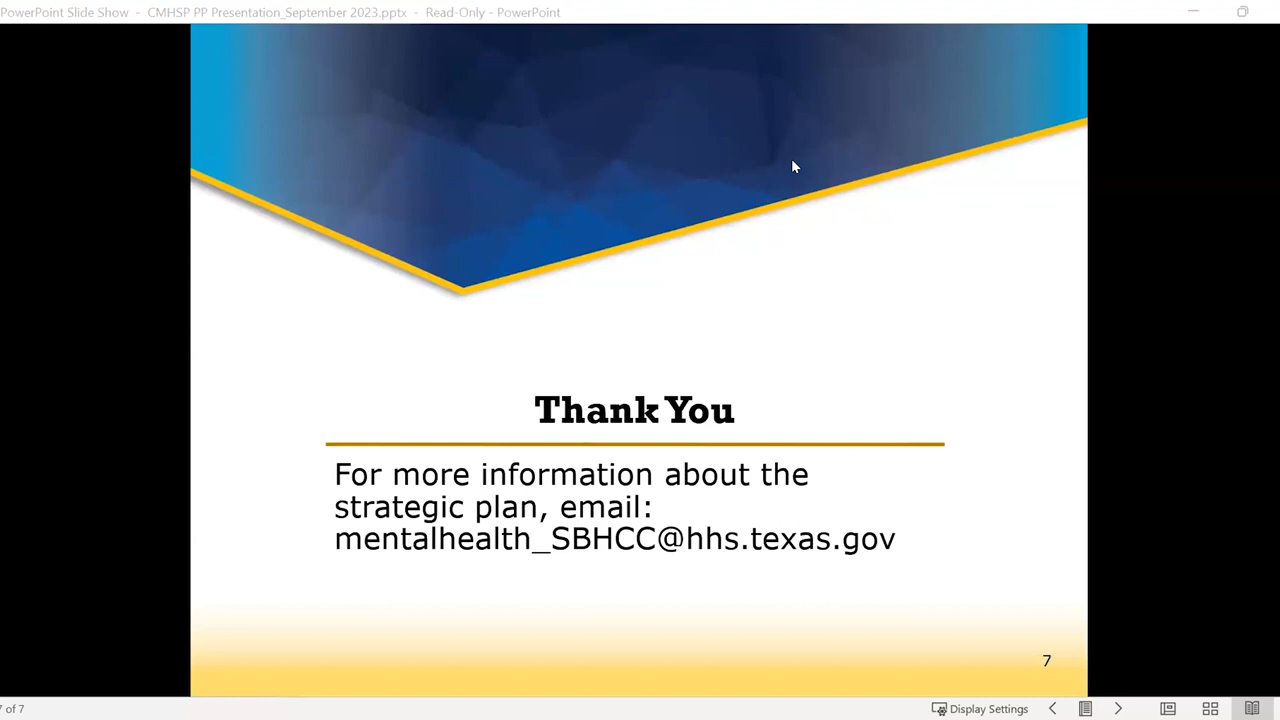 PowerPoint Slide Show - CMHSP PP Presentation_September 2023.pptx - Read-Only - PowerPoint
Thank You
For more information about the
strategic plan, email:
mentalhealth_SBHCC@hhs.texas.gov
7
7 of 7
Display Settings